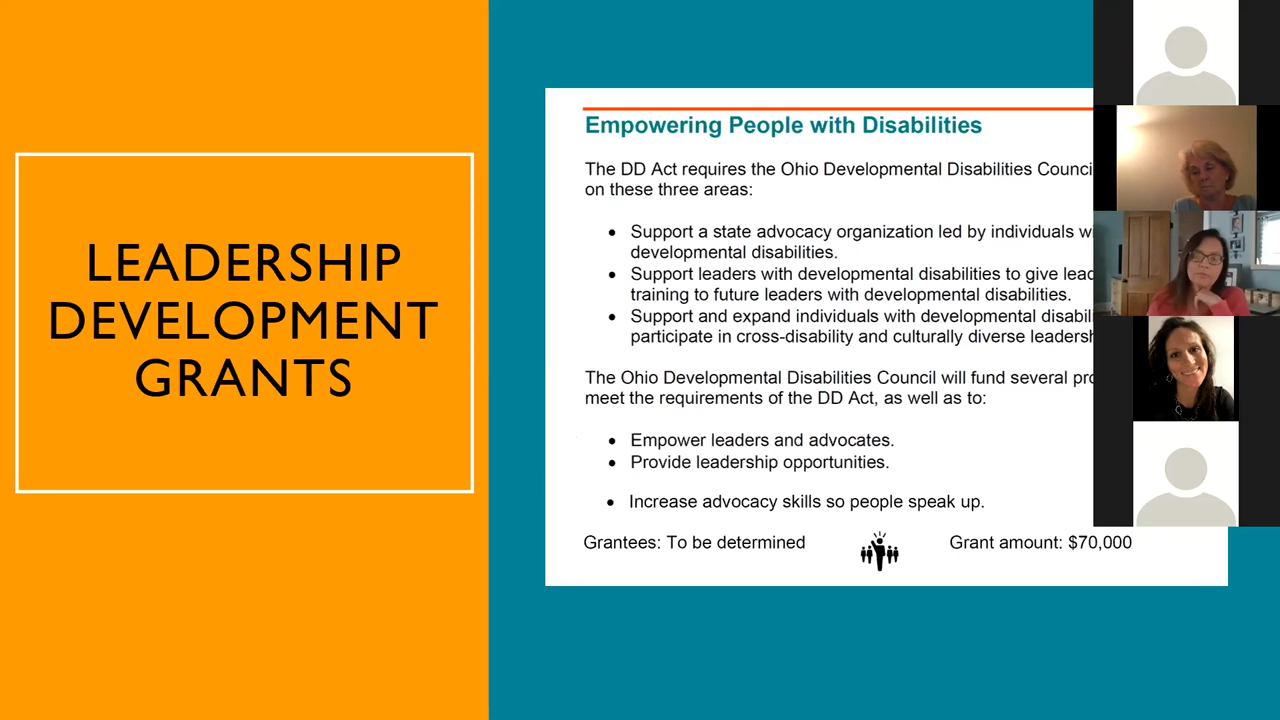 LEADERSHIP
DEVELOPMENT
GRANTS
Empowering People with Disabilities
The DD Act requires the Ohio Developmental Disabilities
on these three areas:
• Support a state advocacy organization led by individuals
developmental disabilities.
• Support leaders with developmental disabilities to give
training to future leaders with developmental disabilities.
• Support and expand individuals with developmental
participate in cross-disability and culturally diverse
The Ohio Developmental Disabilities Council will fund several
meet the requirements of the DD Act, as well as to:
• Empower leaders and advocates.
• Provide leadership opportunities.
• Increase advocacy skills so people speak up.
Grantees: To be determined
Grant amount: $70,000